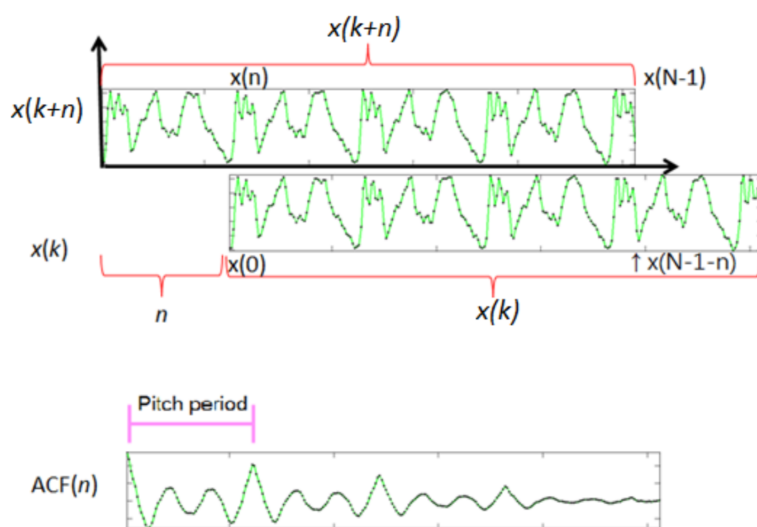 x(k+n)
x(n) x(N-1)
x(k+n)
x(k)
x(0) ↑ x(N-1-n)
n x(k)
Pitch period
ACF(n)